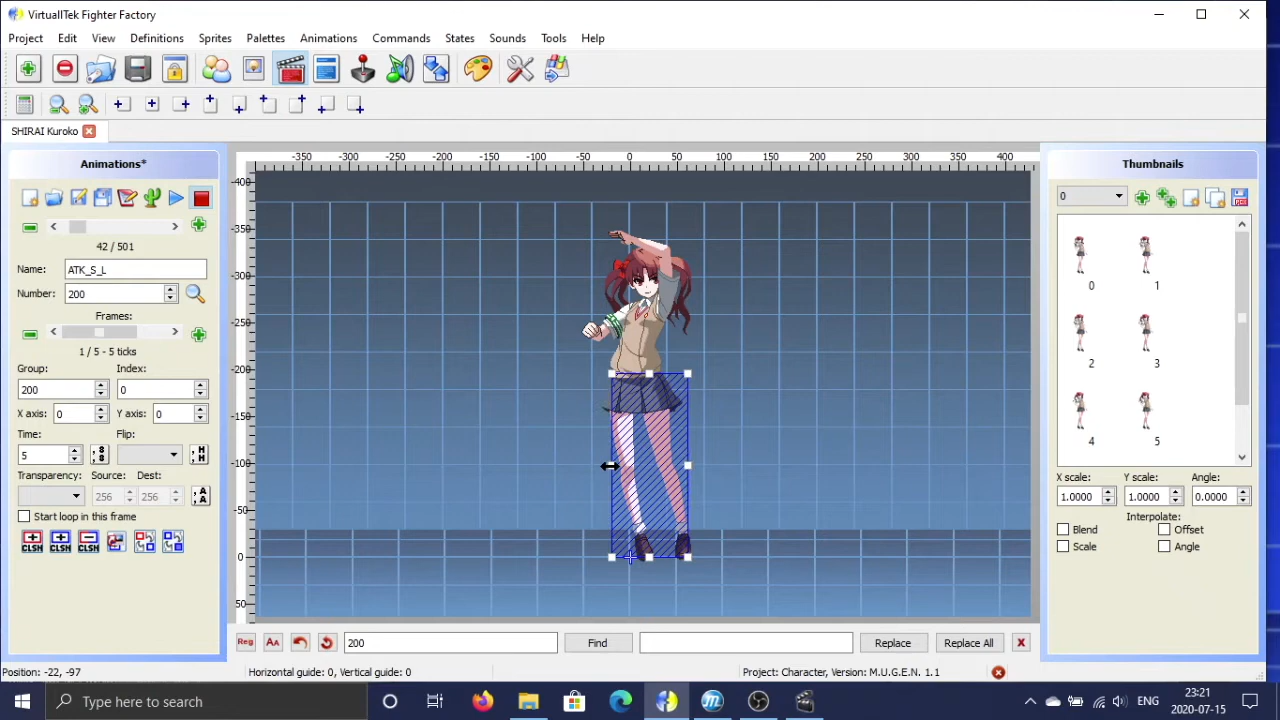 VirtuallTek Fighter Factory
Project Edit View Definitions Sprites Palettes Animations Commands States Sounds Tools Help
SHIRAI Kuroko
Animations*
42 / 501
Name: ATK_S_L
Number: 200
Frames:
1 / 5 - 5 ticks
Group: Index:
200 0
X axis: 0 Y axis: 0
Time: Flip:
5
Transparency: Source: Dest:
256 256
Start loop in this frame
CLSN CLSN CLSN
-350 -300 -250 -200 -150 -100 -50 0 50 100 150 200 250 300 350 400
-400
-350
-300
-250
-200
-150
-100
-50
0
50
Thumbnails
0
0 1
2 3
4 5
X scale: Y scale: Angle:
1.0000 1.0000 0.0000
Interpolate:
Blend Offset
Scale Angle
Reg AA 200 Find Replace Replace All X
Position: -22, -97 Horizontal guide: 0, Vertical guide: 0 Project: Character, Version: M.U.G.E.N. 1.1
Type here to search
ENG
23:21
2020-07-15